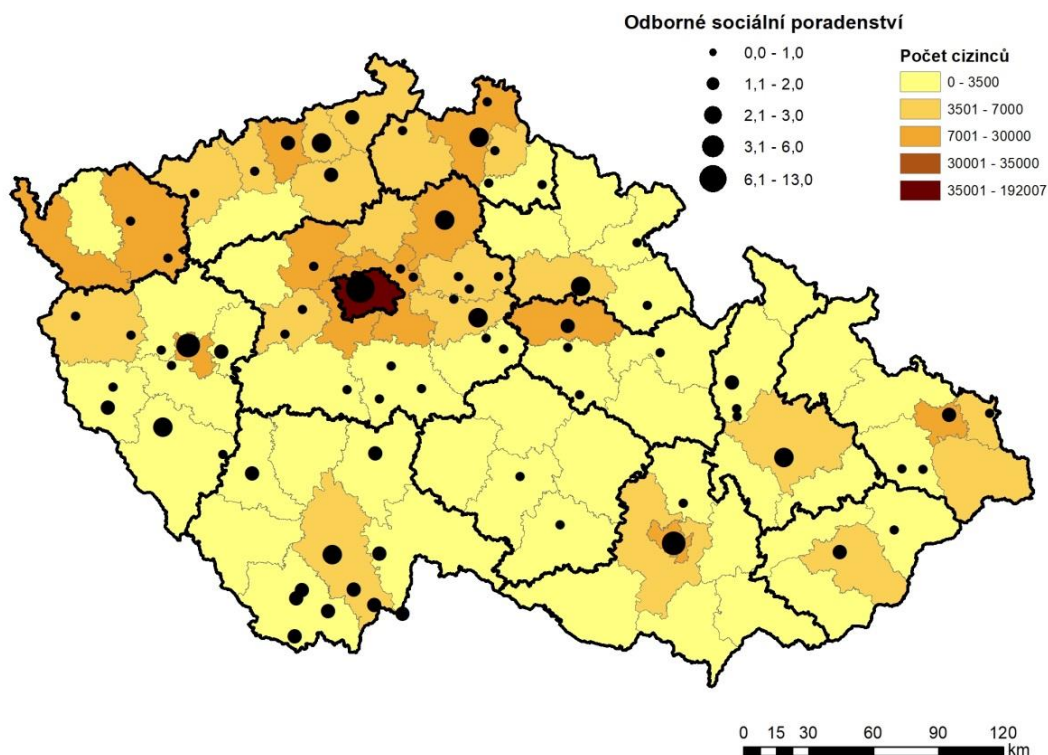 Odborné sociální poradenství
0,0 - 1,0
1,1 - 2,0
2,1 - 3,0
3,1 - 6,0
6,1 - 13,0
Počet cizinců
0 - 3500
3501 - 7000
7001 - 30000
30001 - 35000
35001 - 192007
0 15 30 60 90 120
km